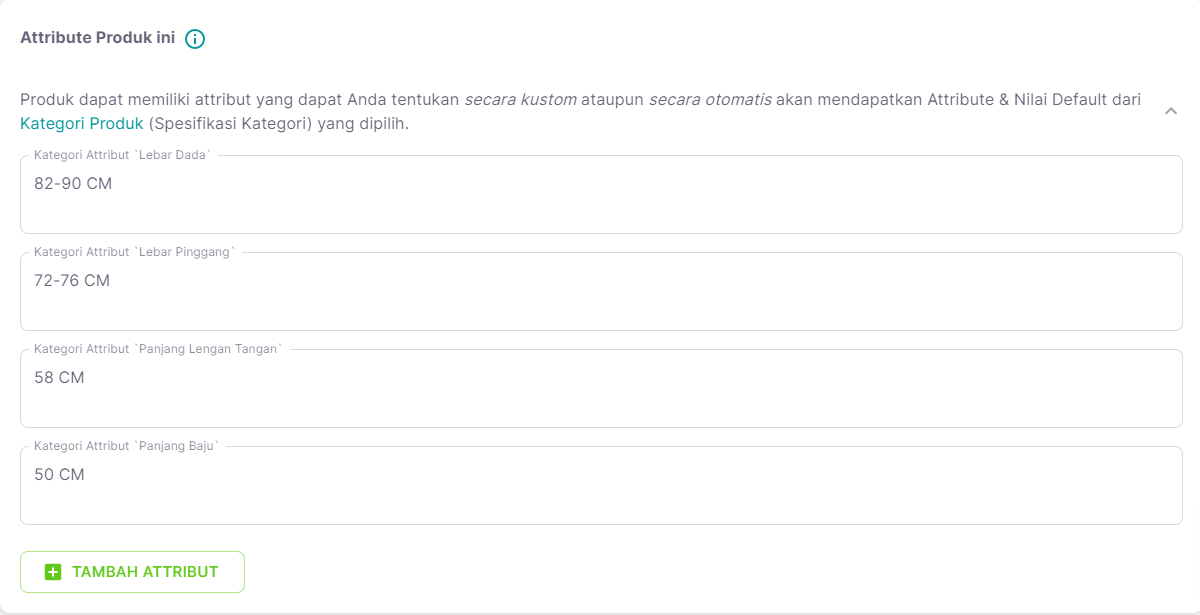 Attribute Produk ini
Produk dapat memiliki attribut yang dapat Anda tentukan secara kustom ataupun secara otomatis akan mendapatkan Attribute & Nilai Default dari
Kategori Produk (Spesifikasi Kategori) yang dipilih.
Kategori Attribut `Lebar Dada`
82-90 CM
Kategori Attribut `Lebar Pinggang`
72-76 CM
Kategori Attribut `Panjang Lengan Tangan`
58 CM
Kategori Attribut `Panjang Baju`
50 CM
TAMBAH ATTRIBUT